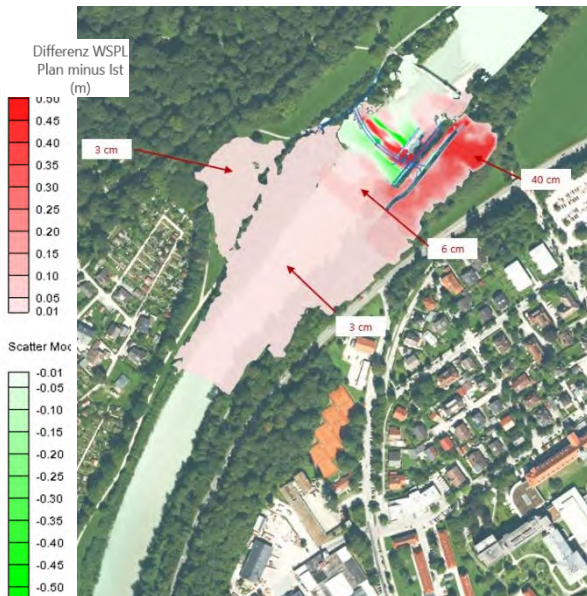 Differenz WSPL
Plan minus Ist
(m)
0.50
0.45
0.40
0.35
0.30
0.25
0.20
0.15
0.10
0.05
0.01
Scatter Mod
-0.01
-0.05
-0.10
-0.15
-0.20
-0.25
-0.30
-0.35
-0.40
-0.45
-0.50
3 cm
40 cm
6 cm
3 cm